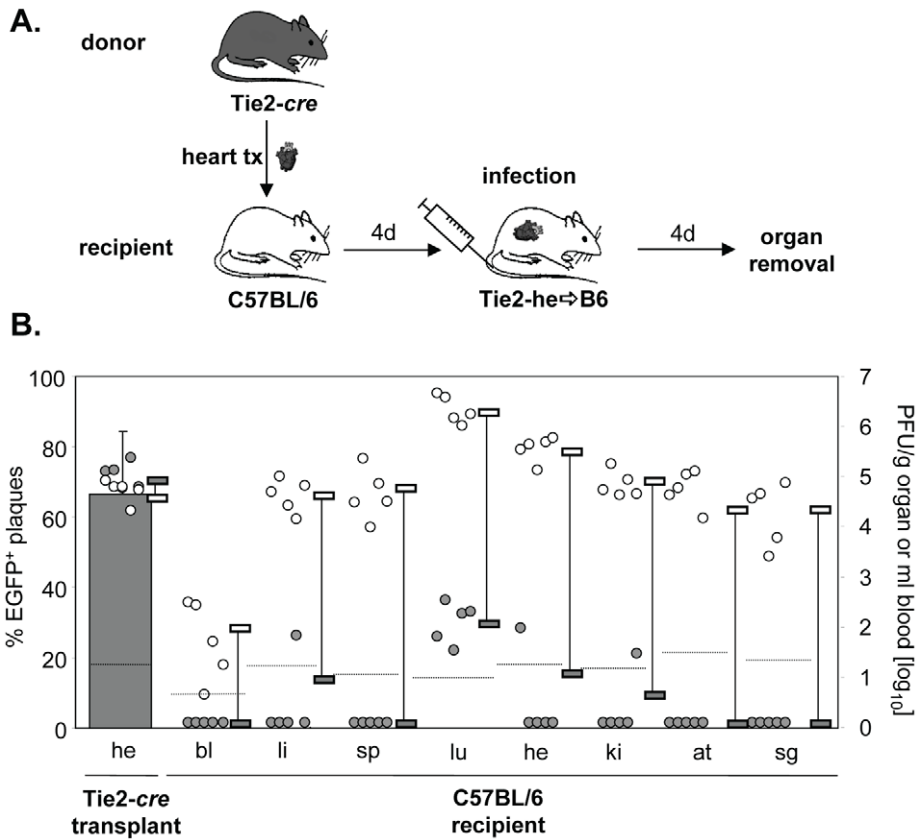 A.
donor
Tie2-cre
heart tx
infection
recipient
4d
4d
organ
removal
C57BL/6
Tie2-he⇨B6
B.
% EGFP+ plaques
100
80
60
40
20
0
7
6
5
4
3
2
1
0
PFU/g organ or ml blood [log10]
he bl li sp lu he ki at sg
Tie2-cre
transplant
C57BL/6
recipient